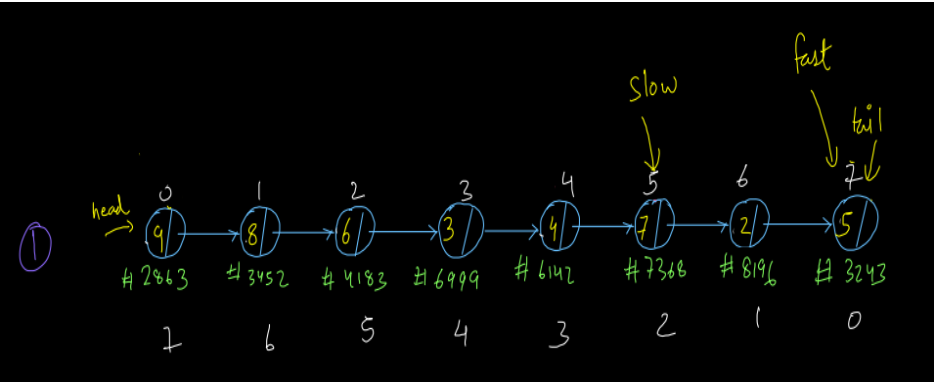 fast
slow
tail
0 1 2 3 4 5 6 7
head
9 8 6 3 4 7 2 5
1
#2863 #3452 #4183 #6999 #6142 #7368 #8196 #3243
7 6 5 4 3 2 1 0